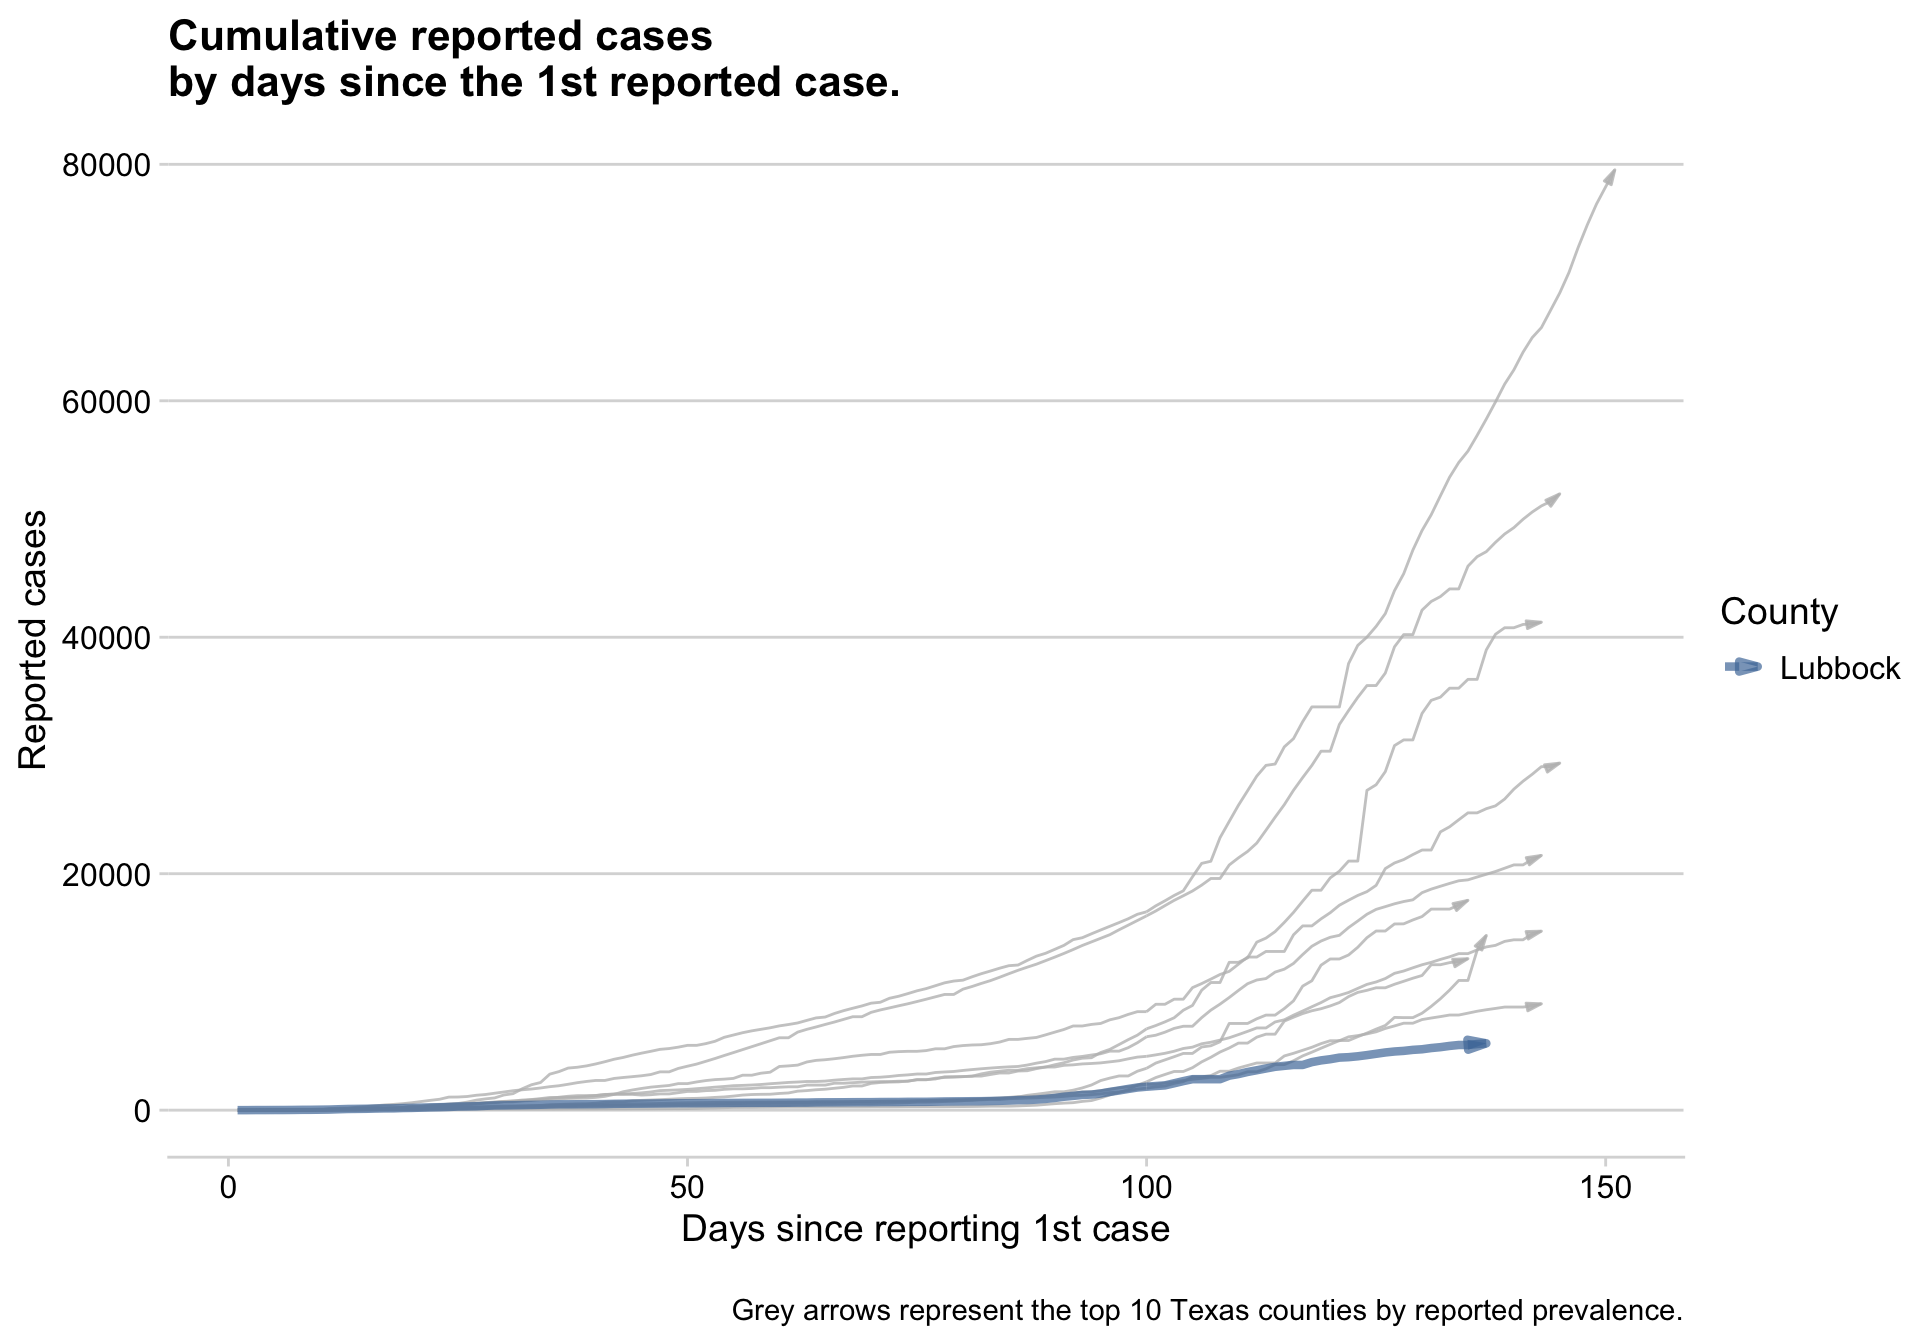 Cumulative reported cases
by days since the 1st reported case.
80000
60000
40000
20000
0
Reported cases
0 50 100 150
Days since reporting 1st case
County
Lubbock
Grey arrows represent the top 10 Texas counties by reported prevalence.